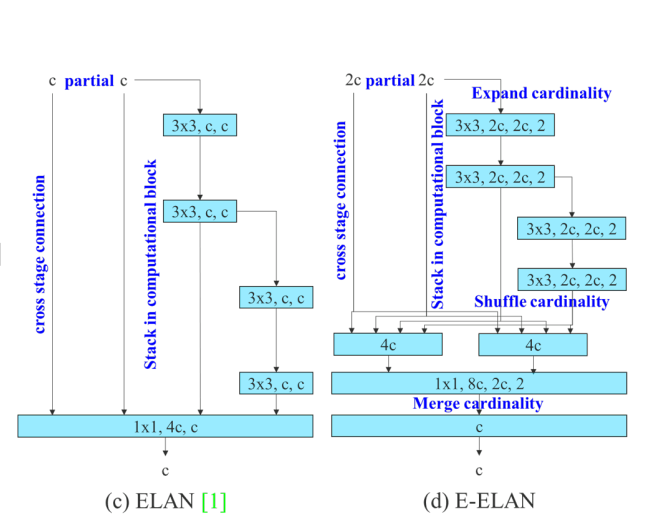 c partial c
3x3, c, c
3x3, c, c
3x3, c, c
3x3, c, c
cross stage connection
Stack in computational block
1x1, 4c, c
c
(c) ELAN [1]
2c partial 2c
Expand cardinality
3x3, 2c, 2c, 2
3x3, 2c, 2c, 2
3x3, 2c, 2c, 2
3x3, 2c, 2c, 2
cross stage connection
Stack in computational block
Shuffle cardinality
4c
4c
1x1, 8c, 2c, 2
Merge cardinality
c
c
(d) E-ELAN